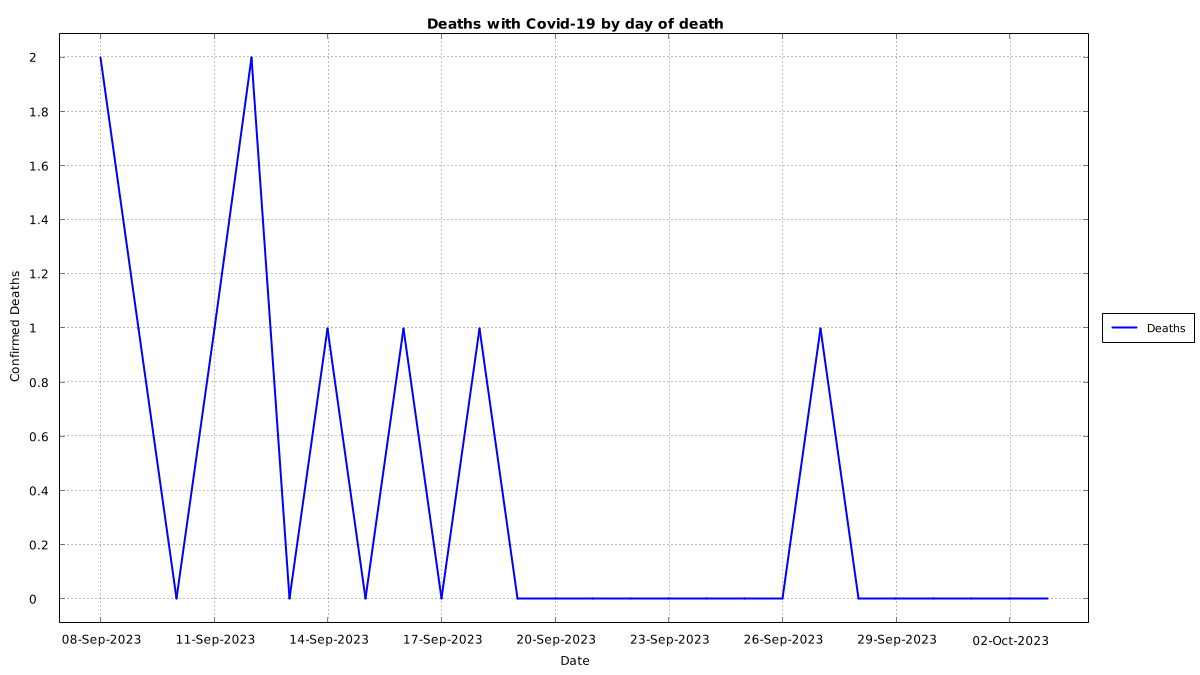 Deaths with Covid-19 by day of death
Confirmed Deaths
2
1.8
1.6
1.4
1.2
1
0.8
0.6
0.4
0.2
0
08-Sep-2023 11-Sep-2023 14-Sep-2023 17-Sep-2023 20-Sep-2023 23-Sep-2023 26-Sep-2023 29-Sep-2023 02-Oct-2023
Date
Deaths